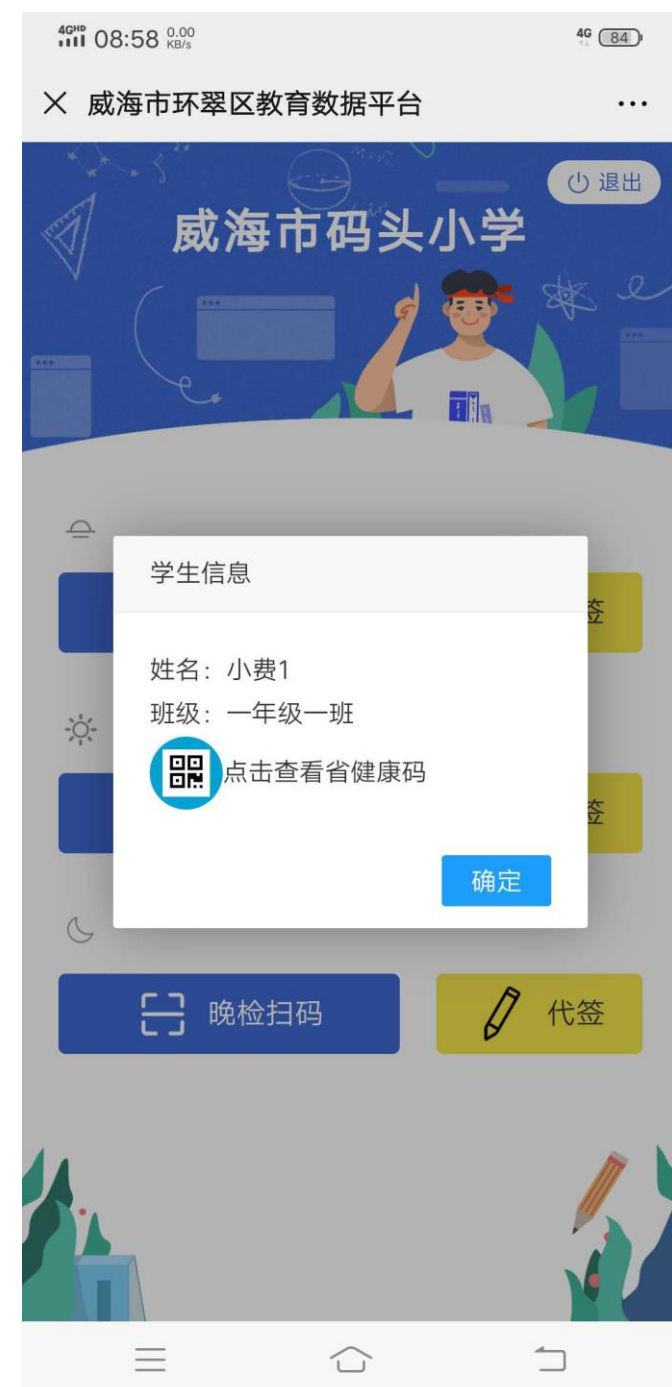 4GHD 08:58 0.00 KB/s 4G 84
威海市环翠区教育数据平台
退出
威海市码头小学
学生信息
签
姓名：小费1
班级：一年级一班
点击查看省健康码
签
确定
晚检扫码 代签